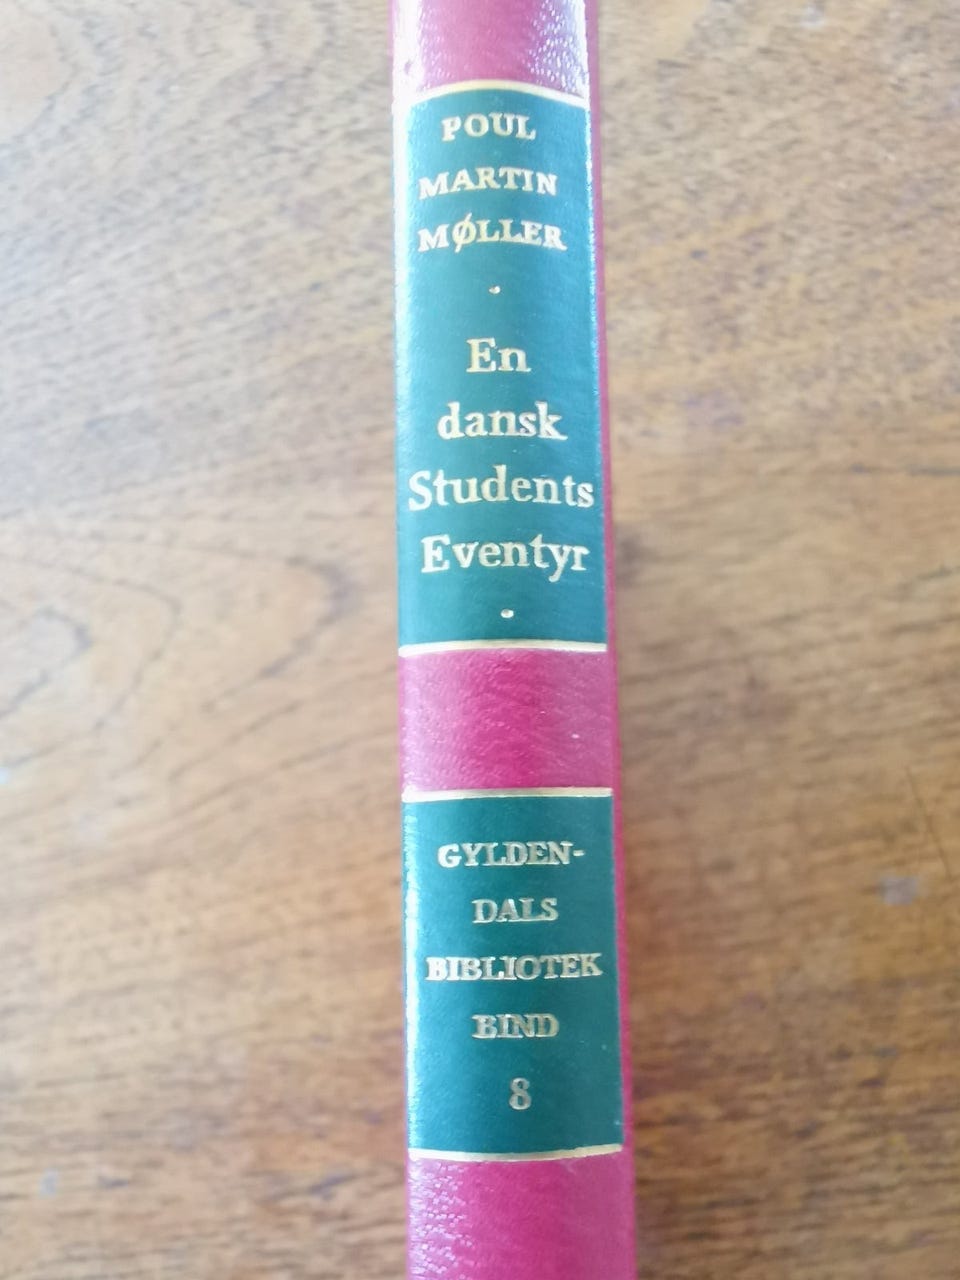 POUL
MARTIN
MØLLER
·
En
dansk
Students
Eventyr
·
GYLDEN-
DALS
BIBLIOTEK
BIND
8